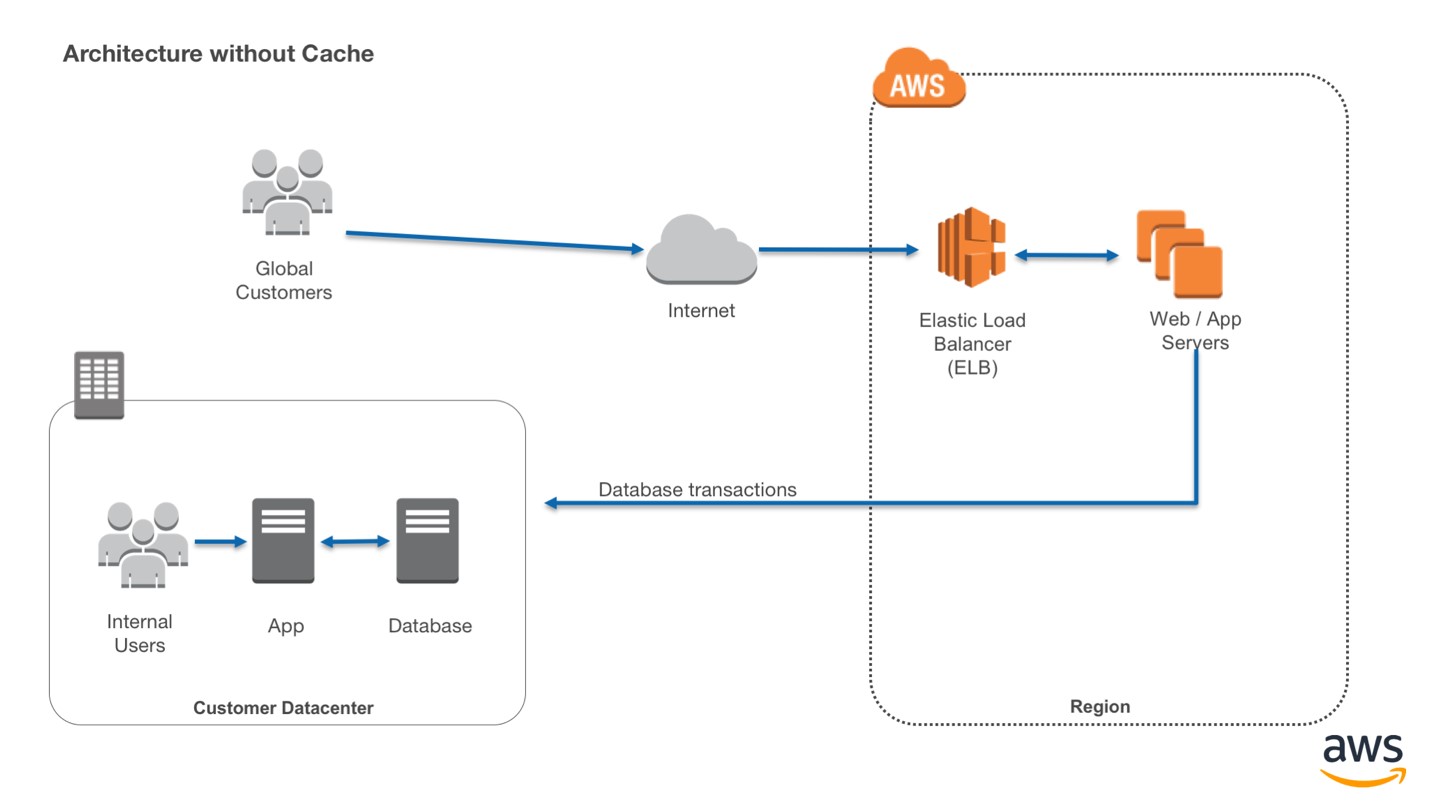 Architecture without Cache
AWS
Global
Customers
Internet
Elastic Load
Balancer
(ELB)
Web / App
Servers
Database transactions
Internal
Users
App
Database
Customer Datacenter
Region
aws